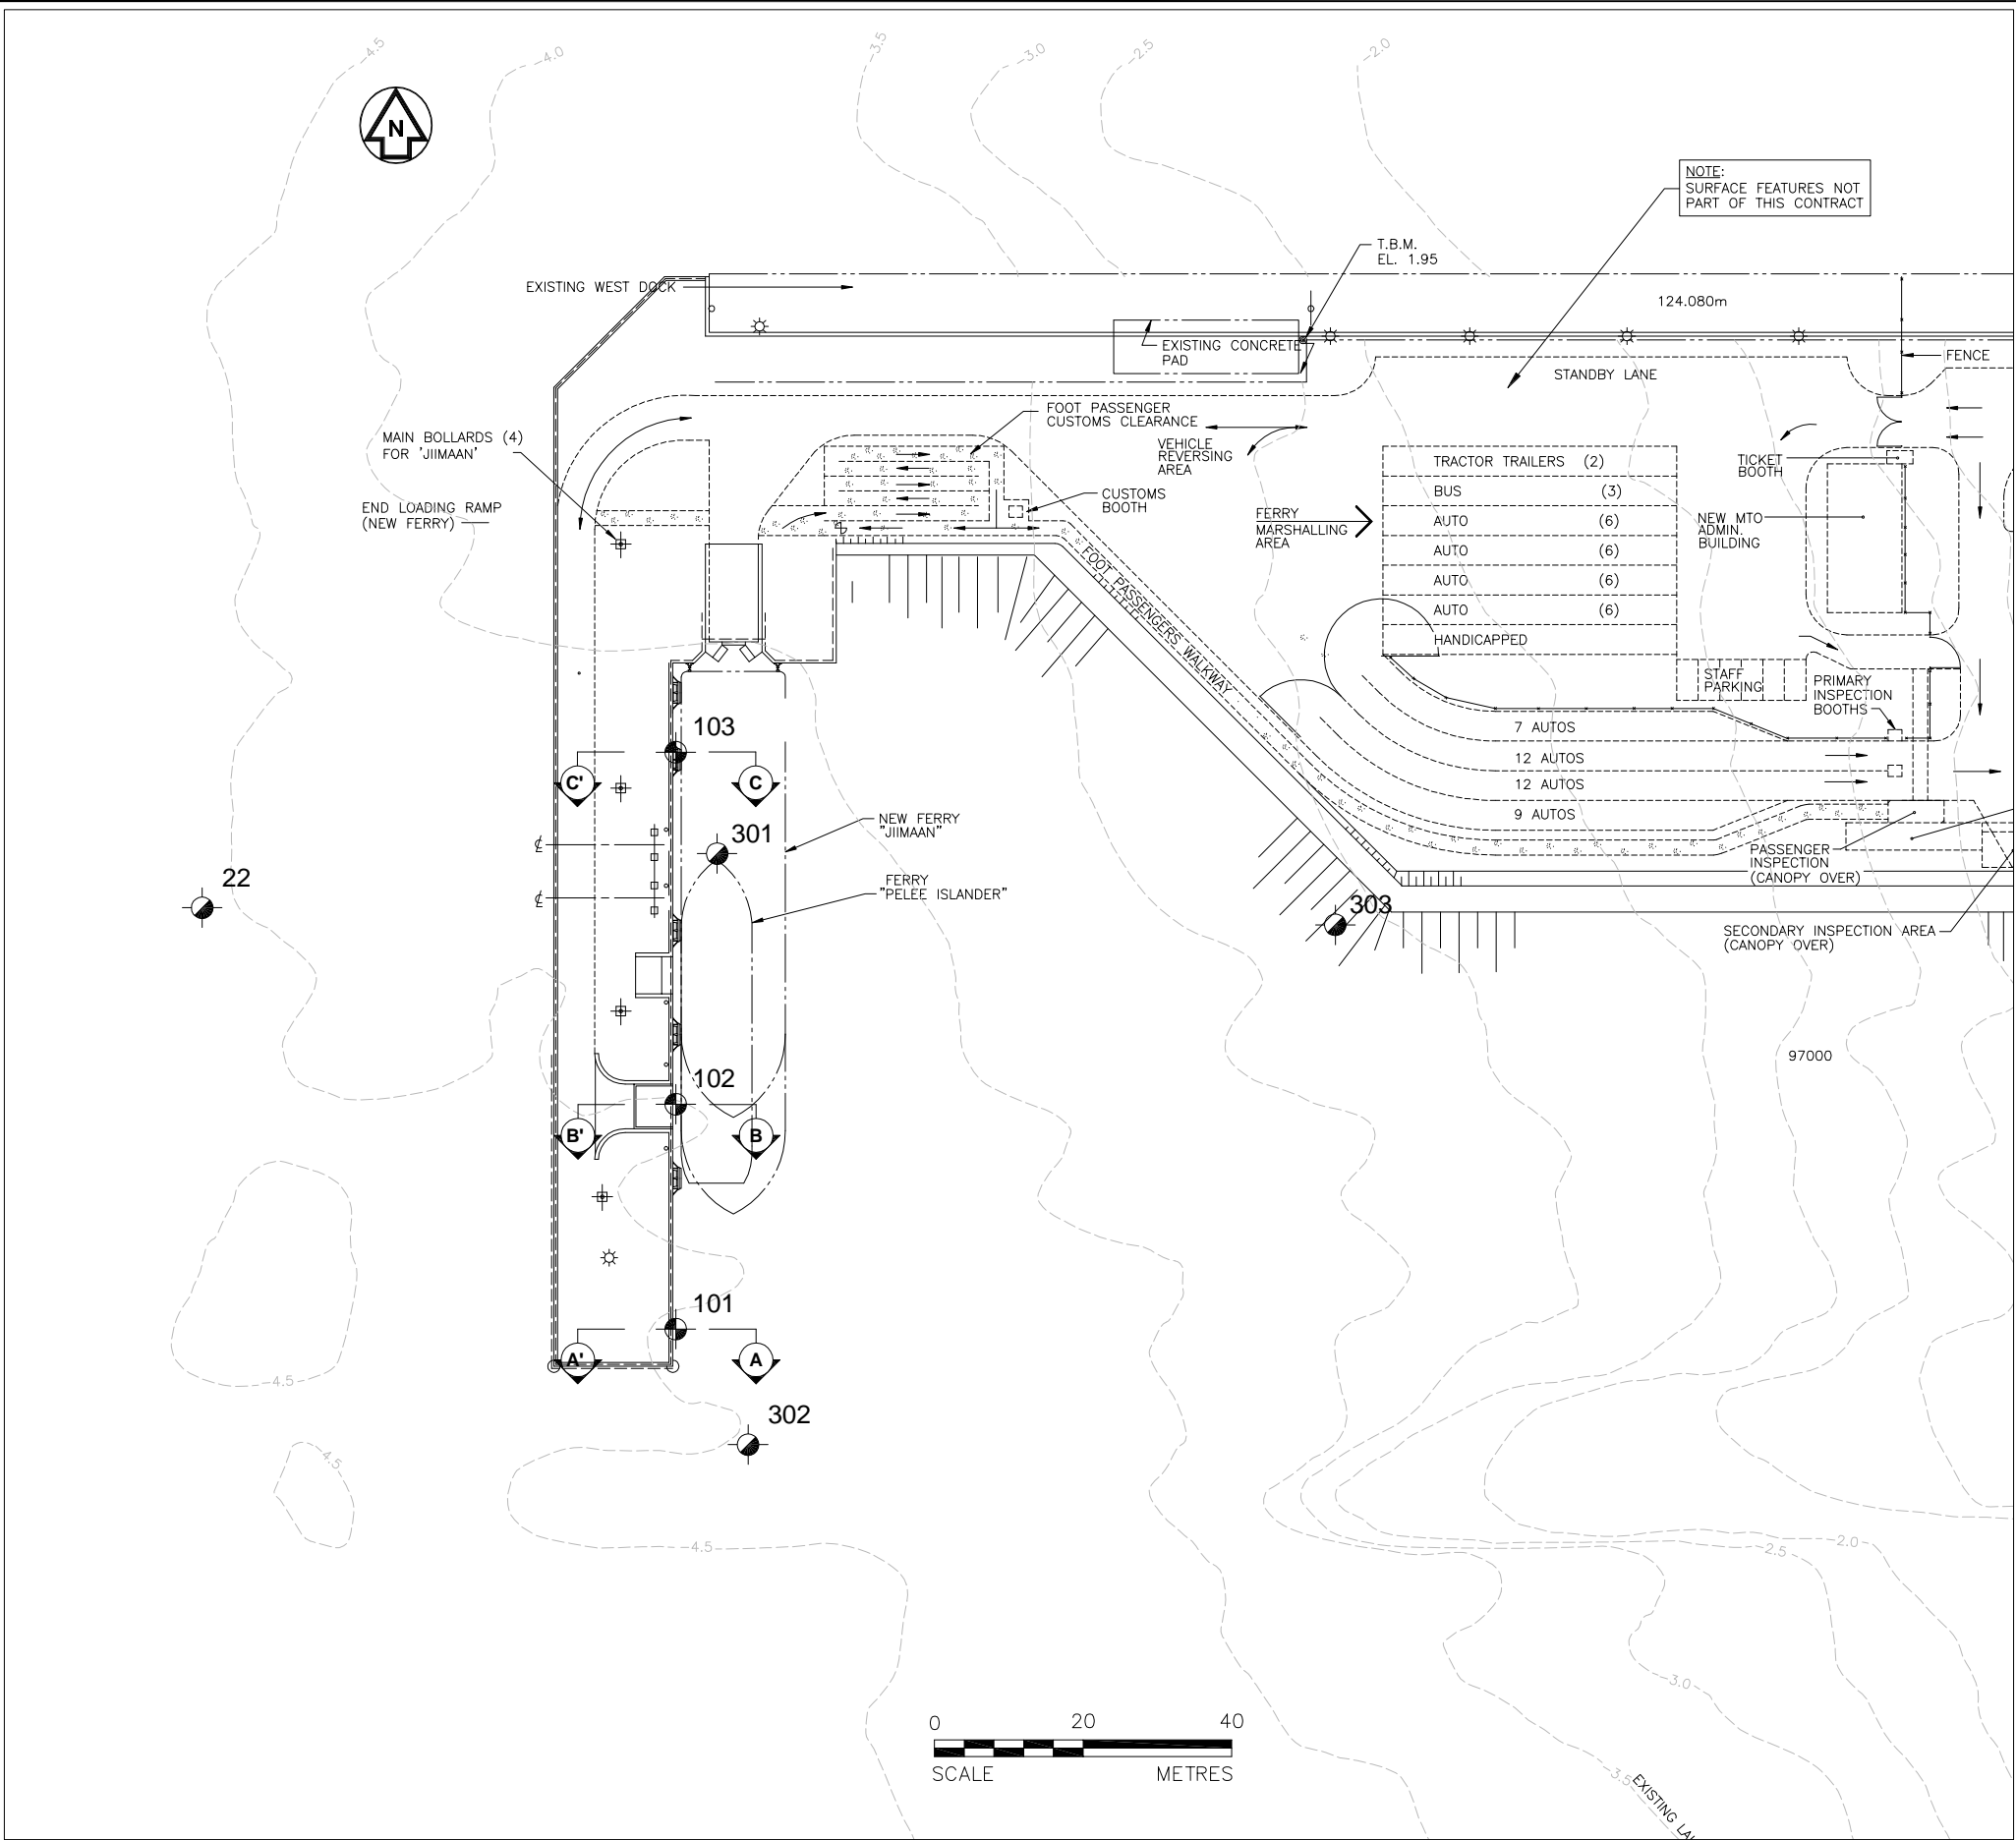 -4.5
-4.0
-3.5
-3.0
-2.5
-2.0
N
NOTE:
SURFACE FEATURES NOT
PART OF THIS CONTRACT
T.B.M.
EL. 1.95
EXISTING WEST DOCK
124.080m
EXISTING CONCRETE
PAD
FENCE
STANDBY LANE
FOOT PASSENGER
CUSTOMS CLEARANCE
MAIN BOLLARDS (4)
FOR 'JIIMAAN'
VEHICLE
REVERSING
AREA
END LOADING RAMP
(NEW FERRY)
CUSTOMS
BOOTH
FERRY
MARSHALLING
AREA
TRACTOR TRAILERS (2)
BUS (3)
AUTO (6)
AUTO (6)
AUTO (6)
AUTO (6)
HANDICAPPED
TICKET
BOOTH
NEW MTO
ADMIN.
BUILDING
FOOT PASSENGERS WALKWAY
STAFF
PARKING
PRIMARY
INSPECTION
BOOTHS
7 AUTOS
12 AUTOS
12 AUTOS
9 AUTOS
103
C'
C
NEW FERRY
"JIIMAAN"
301
℄
FERRY
"PELEE ISLANDER"
℄
22
PASSENGER
INSPECTION
(CANOPY OVER)
303
SECONDARY INSPECTION AREA
(CANOPY OVER)
97000
102
B'
B
101
A'
A
-4.5
302
4.5
-4.5
-2.0
-2.5
-3.0
-3.5
EXISTING
0 20 40
SCALE METRES